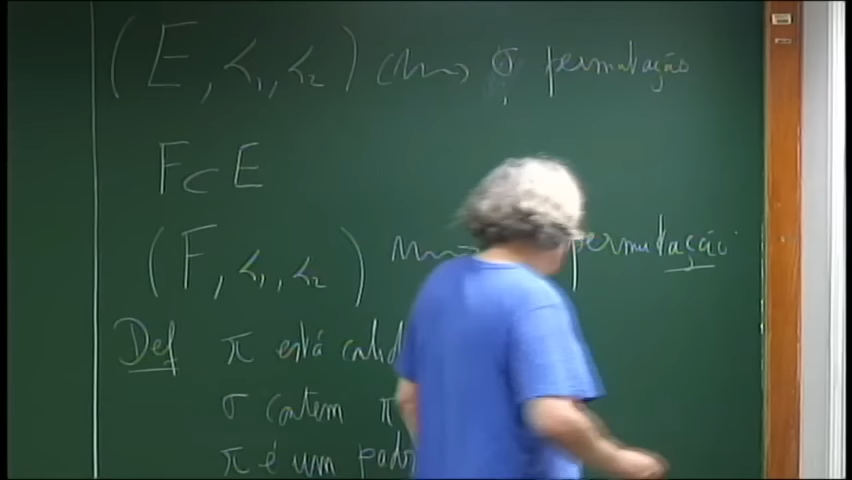 (E, <₁, <₂) ⇝ σ permutação
F ⊂ E
(F, <₁, <₂) permutação
Def π está
σ contem π
π é um